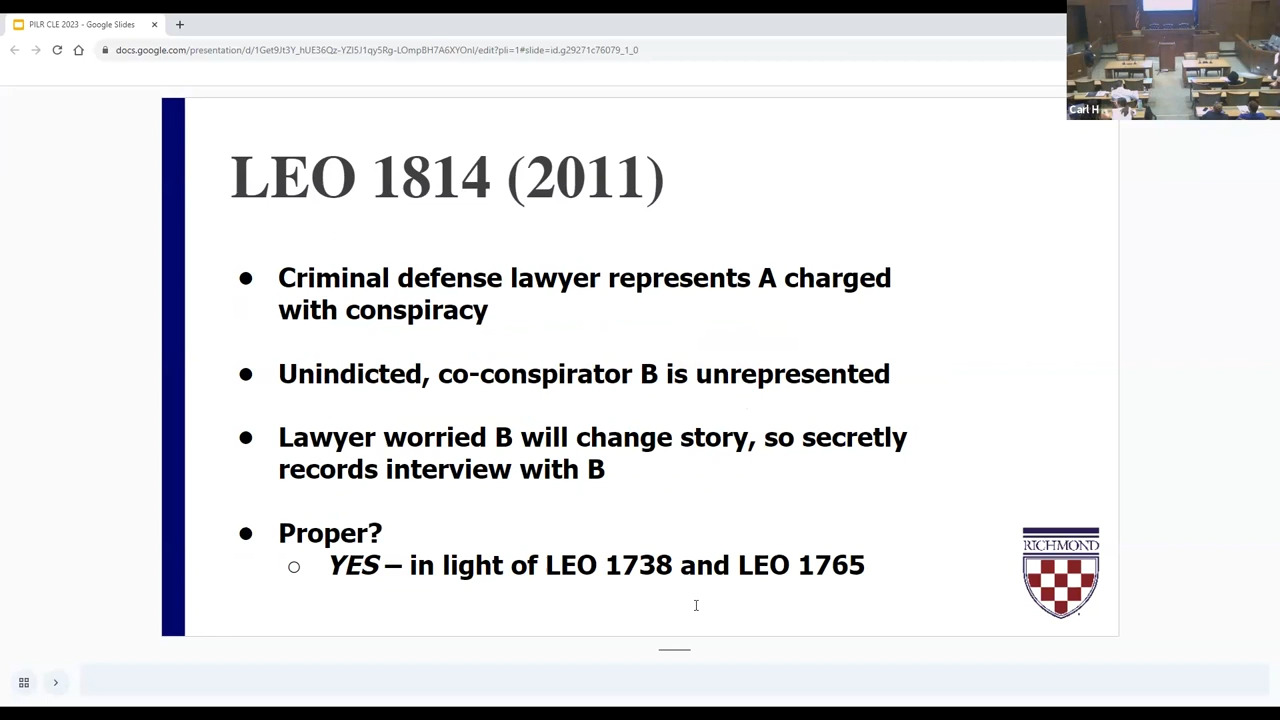 PILR CLE 2023 - Google Slides
docs.google.com/presentation/d/1Get9Jt3Y_hUE36Qz-YZI5J1qy5Rg-LOmpBH7A6XYOnI/edit?pli=1#slide=id.g29271c76079_1_0
Carl H
LEO 1814 (2011)
● Criminal defense lawyer represents A charged
with conspiracy
● Unindicted, co-conspirator B is unrepresented
● Lawyer worried B will change story, so secretly
records interview with B
● Proper?
○ YES – in light of LEO 1738 and LEO 1765
RICHMOND